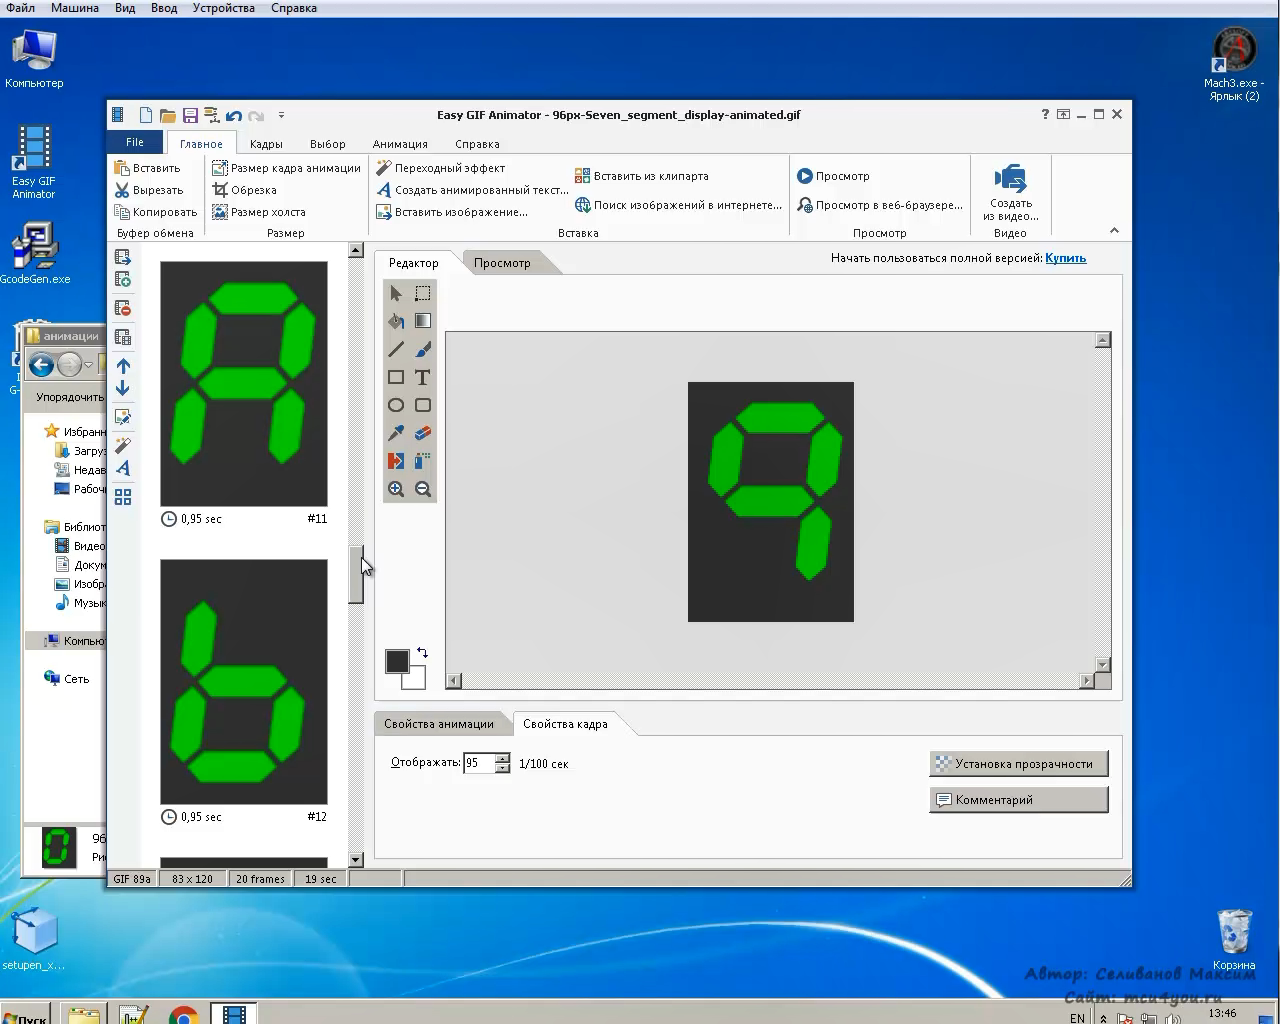 Файл Машина Вид Ввод Устройства Справка
Компьютер
Mach3.exe -
Ярлык (2)
Easy GIF
Animator
GcodeGen.exe
Easy GIF Animator - 96px-Seven_segment_display-animated.gif
File Главное Кадры Выбор Анимация Справка
Вставить
Вырезать
Копировать
Буфер обмена
Размер кадра анимации
Обрезка
Размер холста
Размер
Переходный эффект
Создать анимированный текст...
Вставить изображение...
Вставить из клипарта
Поиск изображений в интернете...
Вставка
Просмотр
Просмотр в веб-браузере...
Просмотр
Создать
из видео...
Видео
Редактор Просмотр
Начать пользоваться полной версией: Купить
0,95 sec #11
0,95 sec #12
Свойства анимации Свойства кадра
Отображать: 95 1/100 сек
Установка прозрачности
Комментарий
GIF 89a 83 x 120 20 frames 19 sec
анимации
Упорядочить
Избранн
Загруз
Недав
Рабоч
Библиот
Видео
Докум
Изобр
Музык
Компью
Сеть
96
Рис
setupen_x...
Корзина
Автор: Селиванов Максим
Сайт: mcu4you.ru
Пуск
EN
13:46